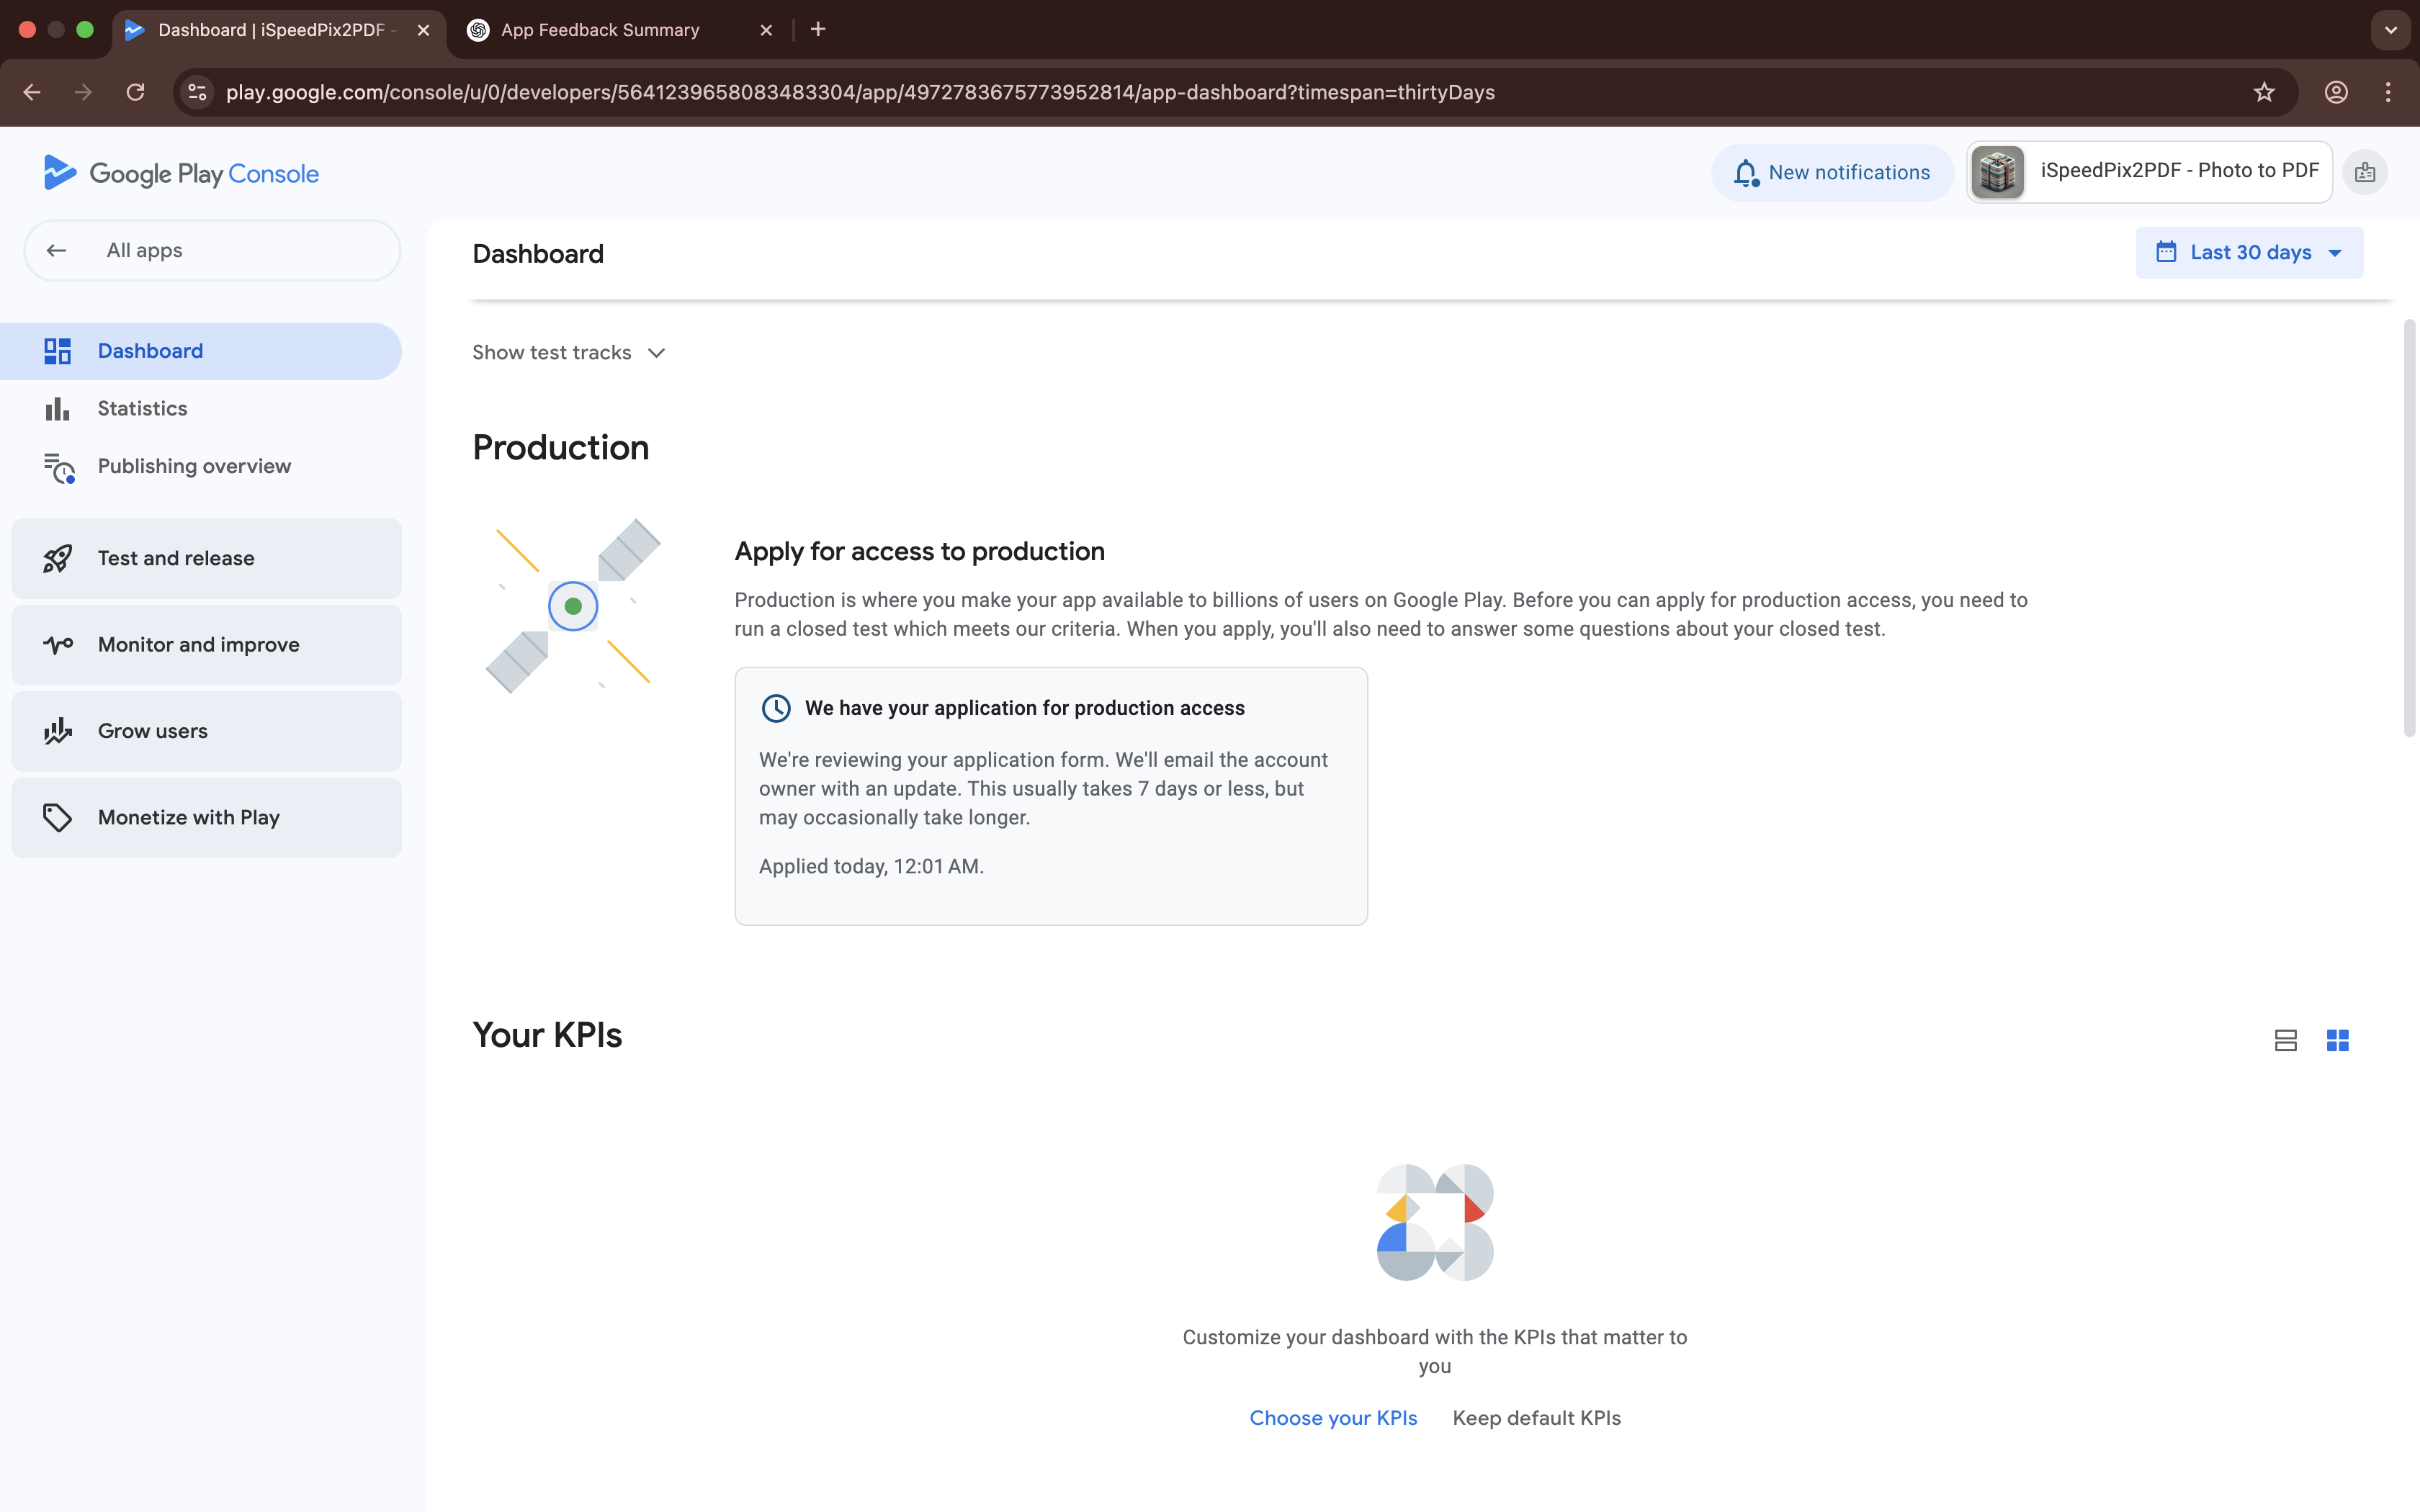 Dashboard | iSpeedPix2PDF -
App Feedback Summary
play.google.com/console/u/0/developers/5641239658083483304/app/4972783675773952814/app-dashboard?timespan=thirtyDays
Google Play Console
New notifications
iSpeedPix2PDF - Photo to PDF
All apps
Dashboard
Statistics
Publishing overview
Test and release
Monitor and improve
Grow users
Monetize with Play
Dashboard
Last 30 days
Show test tracks
Production
Apply for access to production
Production is where you make your app available to billions of users on Google Play. Before you can apply for production access, you need to
run a closed test which meets our criteria. When you apply, you'll also need to answer some questions about your closed test.
We have your application for production access
We're reviewing your application form. We'll email the account
owner with an update. This usually takes 7 days or less, but
may occasionally take longer.
Applied today, 12:01 AM.
Your KPIs
Customize your dashboard with the KPIs that matter to
you
Choose your KPIs
Keep default KPIs